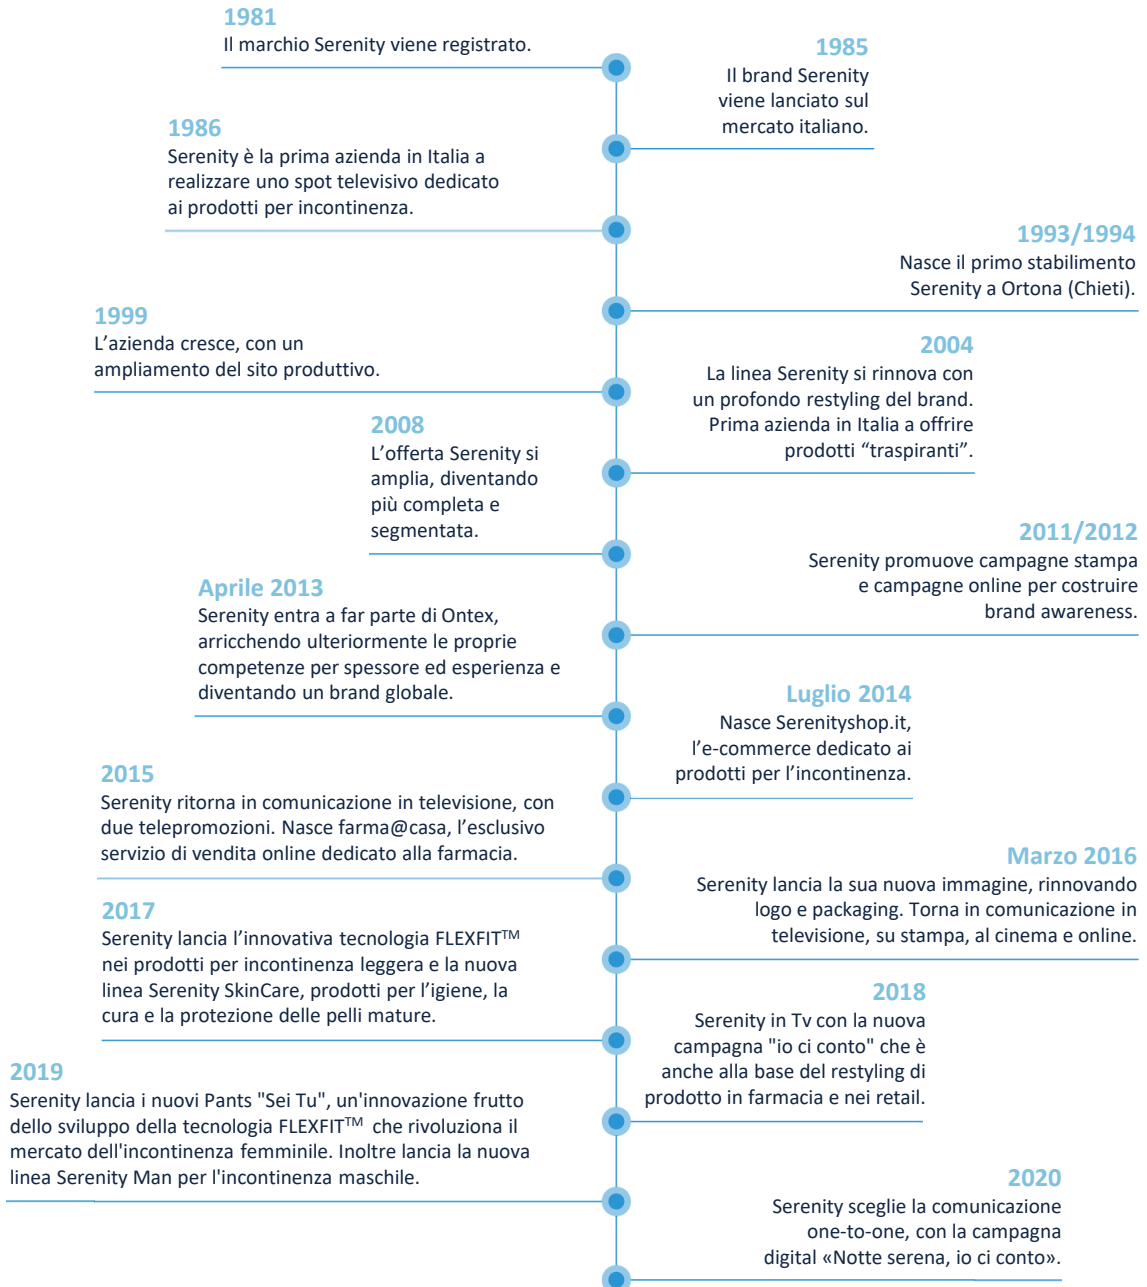 1981
Il marchio Serenity viene registrato.
1985
Il brand Serenity
viene lanciato sul
mercato italiano.
1986
Serenity è la prima azienda in Italia a
realizzare uno spot televisivo dedicato
ai prodotti per incontinenza.
1993/1994
Nasce il primo stabilimento
Serenity a Ortona (Chieti).
1999
L’azienda cresce, con un
ampliamento del sito produttivo.
2004
La linea Serenity si rinnova con
un profondo restyling del brand.
Prima azienda in Italia a offrire
prodotti “traspiranti”.
2008
L’offerta Serenity si
amplia, diventando
più completa e
segmentata.
2011/2012
Serenity promuove campagne stampa
e campagne online per costruire
brand awareness.
Aprile 2013
Serenity entra a far parte di Ontex,
arricchendo ulteriormente le proprie
competenze per spessore ed esperienza e
diventando un brand globale.
Luglio 2014
Nasce Serenityshop.it,
l’e-commerce dedicato ai
prodotti per l’incontinenza.
2015
Serenity ritorna in comunicazione in televisione, con
due telepromozioni. Nasce farma@casa, l’esclusivo
servizio di vendita online dedicato alla farmacia.
Marzo 2016
Serenity lancia la sua nuova immagine, rinnovando
logo e packaging. Torna in comunicazione in
televisione, su stampa, al cinema e online.
2017
Serenity lancia l’innovativa tecnologia FLEXFIT™
nei prodotti per incontinenza leggera e la nuova
linea Serenity SkinCare, prodotti per l’igiene, la
cura e la protezione delle pelli mature.
2018
Serenity in Tv con la nuova
campagna "io ci conto" che è
anche alla base del restyling di
prodotto in farmacia e nei retail.
2019
Serenity lancia i nuovi Pants "Sei Tu", un'innovazione frutto
dello sviluppo della tecnologia FLEXFIT™ che rivoluziona il
mercato dell'incontinenza femminile. Inoltre lancia la nuova
linea Serenity Man per l'incontinenza maschile.
2020
Serenity sceglie la comunicazione
one-to-one, con la campagna
digital «Notte serena, io ci conto».